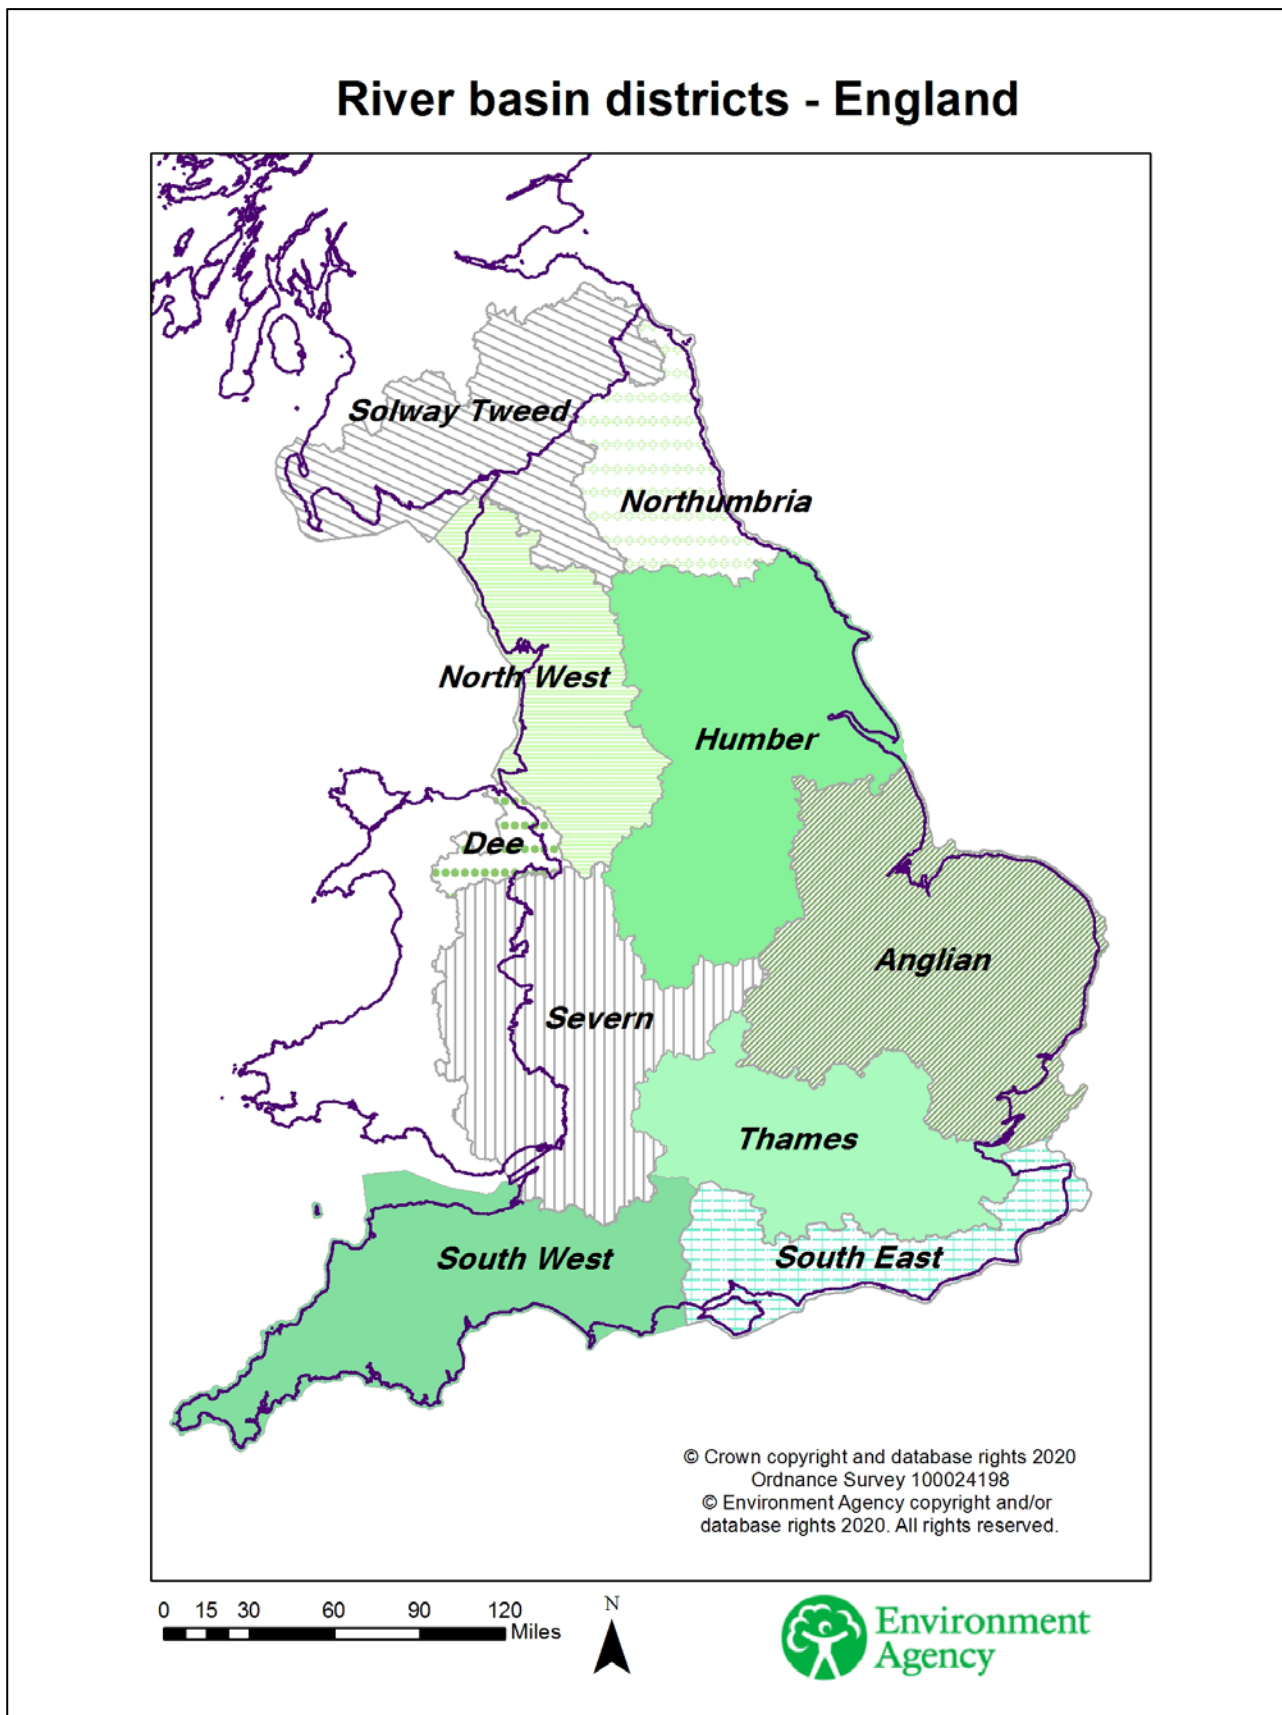 River basin districts - England
Solway Tweed
Northumbria
North West
Humber
Dee
Anglian
Severn
Thames
South West
South East
© Crown copyright and database rights 2020
Ordnance Survey 100024198
© Environment Agency copyright and/or
database rights 2020. All rights reserved.
0 15 30 60 90 120
Miles
N
Environment
Agency